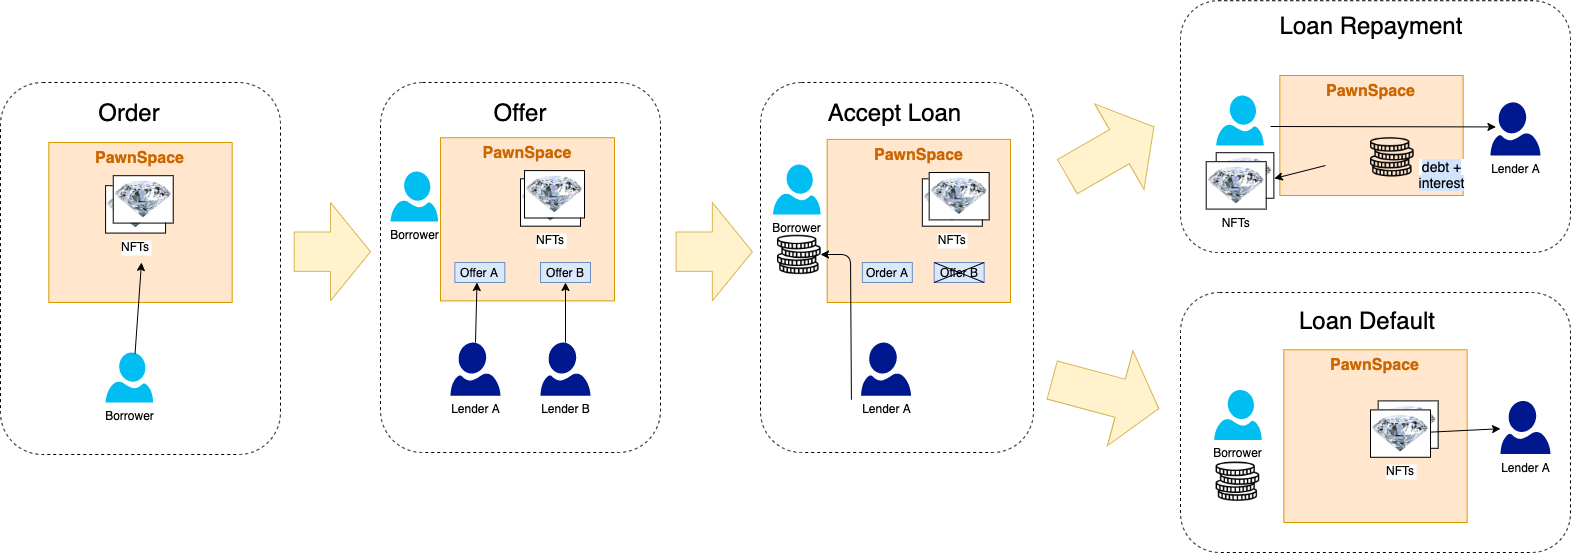 Order
PawnSpace
NFTs
Borrower
Offer
PawnSpace
Borrower
NFTs
Offer A
Offer B
Lender A
Lender B
Accept Loan
PawnSpace
Borrower
NFTs
Order A
Offer B
Lender A
Loan Repayment
PawnSpace
debt +
interest
Lender A
NFTs
Loan Default
PawnSpace
Borrower
NFTs
Lender A